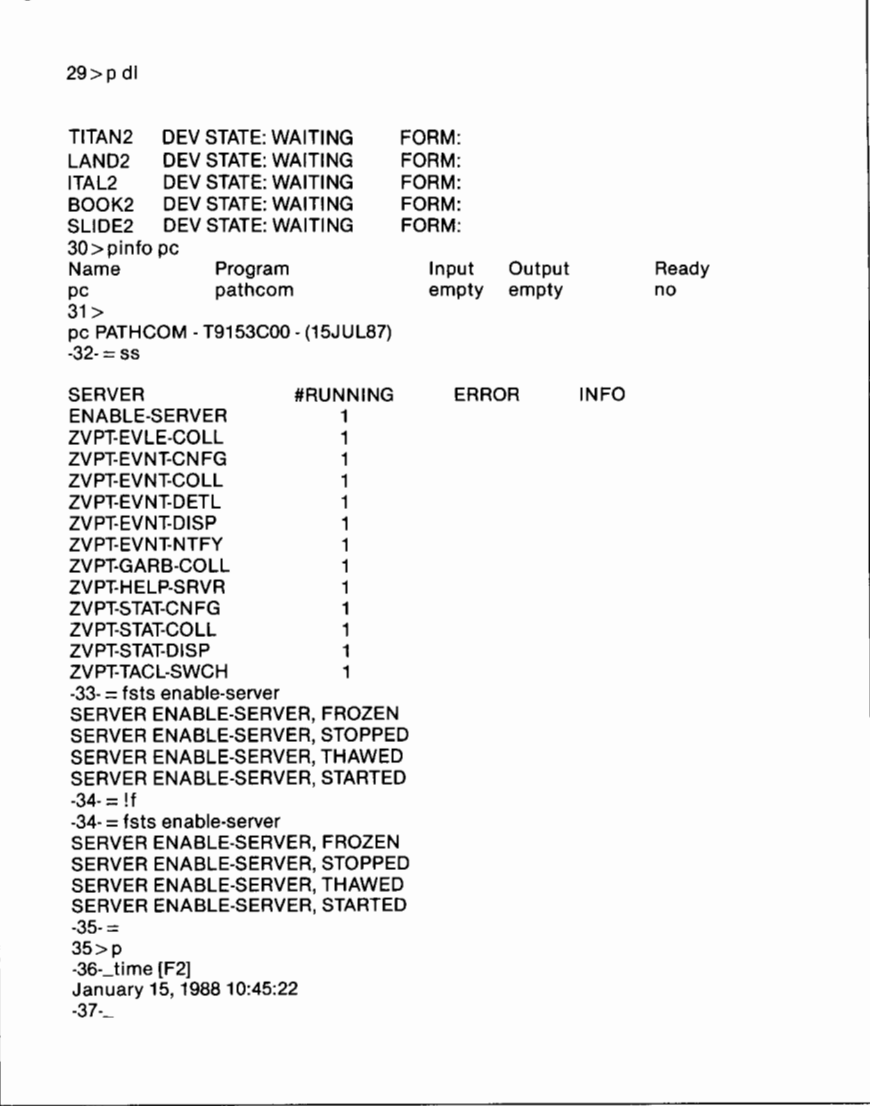 29>p dl
TITAN2 DEV STATE: WAITING FORM:
LAND2 DEV STATE: WAITING FORM:
ITAL2 DEV STATE: WAITING FORM:
BOOK2 DEV STATE: WAITING FORM:
SLIDE2 DEV STATE: WAITING FORM:
30>pinfo pc
Name Program Input Output Ready
pc pathcom empty empty no
31>
pc PATHCOM - T9153C00 - (15JUL87)
-32- = ss
SERVER #RUNNING ERROR INFO
ENABLE-SERVER 1
ZVPT-EVLE-COLL 1
ZVPT-EVNT-CNFG 1
ZVPT-EVNT-COLL 1
ZVPT-EVNT-DETL 1
ZVPT-EVNT-DISP 1
ZVPT-EVNT-NTFY 1
ZVPT-GARB-COLL 1
ZVPT-HELP-SRVR 1
ZVPT-STAT-CNFG 1
ZVPT-STAT-COLL 1
ZVPT-STAT-DISP 1
ZVPT-TACL-SWCH 1
-33- = fsts enable-server
SERVER ENABLE-SERVER, FROZEN
SERVER ENABLE-SERVER, STOPPED
SERVER ENABLE-SERVER, THAWED
SERVER ENABLE-SERVER, STARTED
-34- = !f
-34- = fsts enable-server
SERVER ENABLE-SERVER, FROZEN
SERVER ENABLE-SERVER, STOPPED
SERVER ENABLE-SERVER, THAWED
SERVER ENABLE-SERVER, STARTED
-35- =
35>p
-36-_time [F2]
January 15, 1988 10:45:22
-37-_